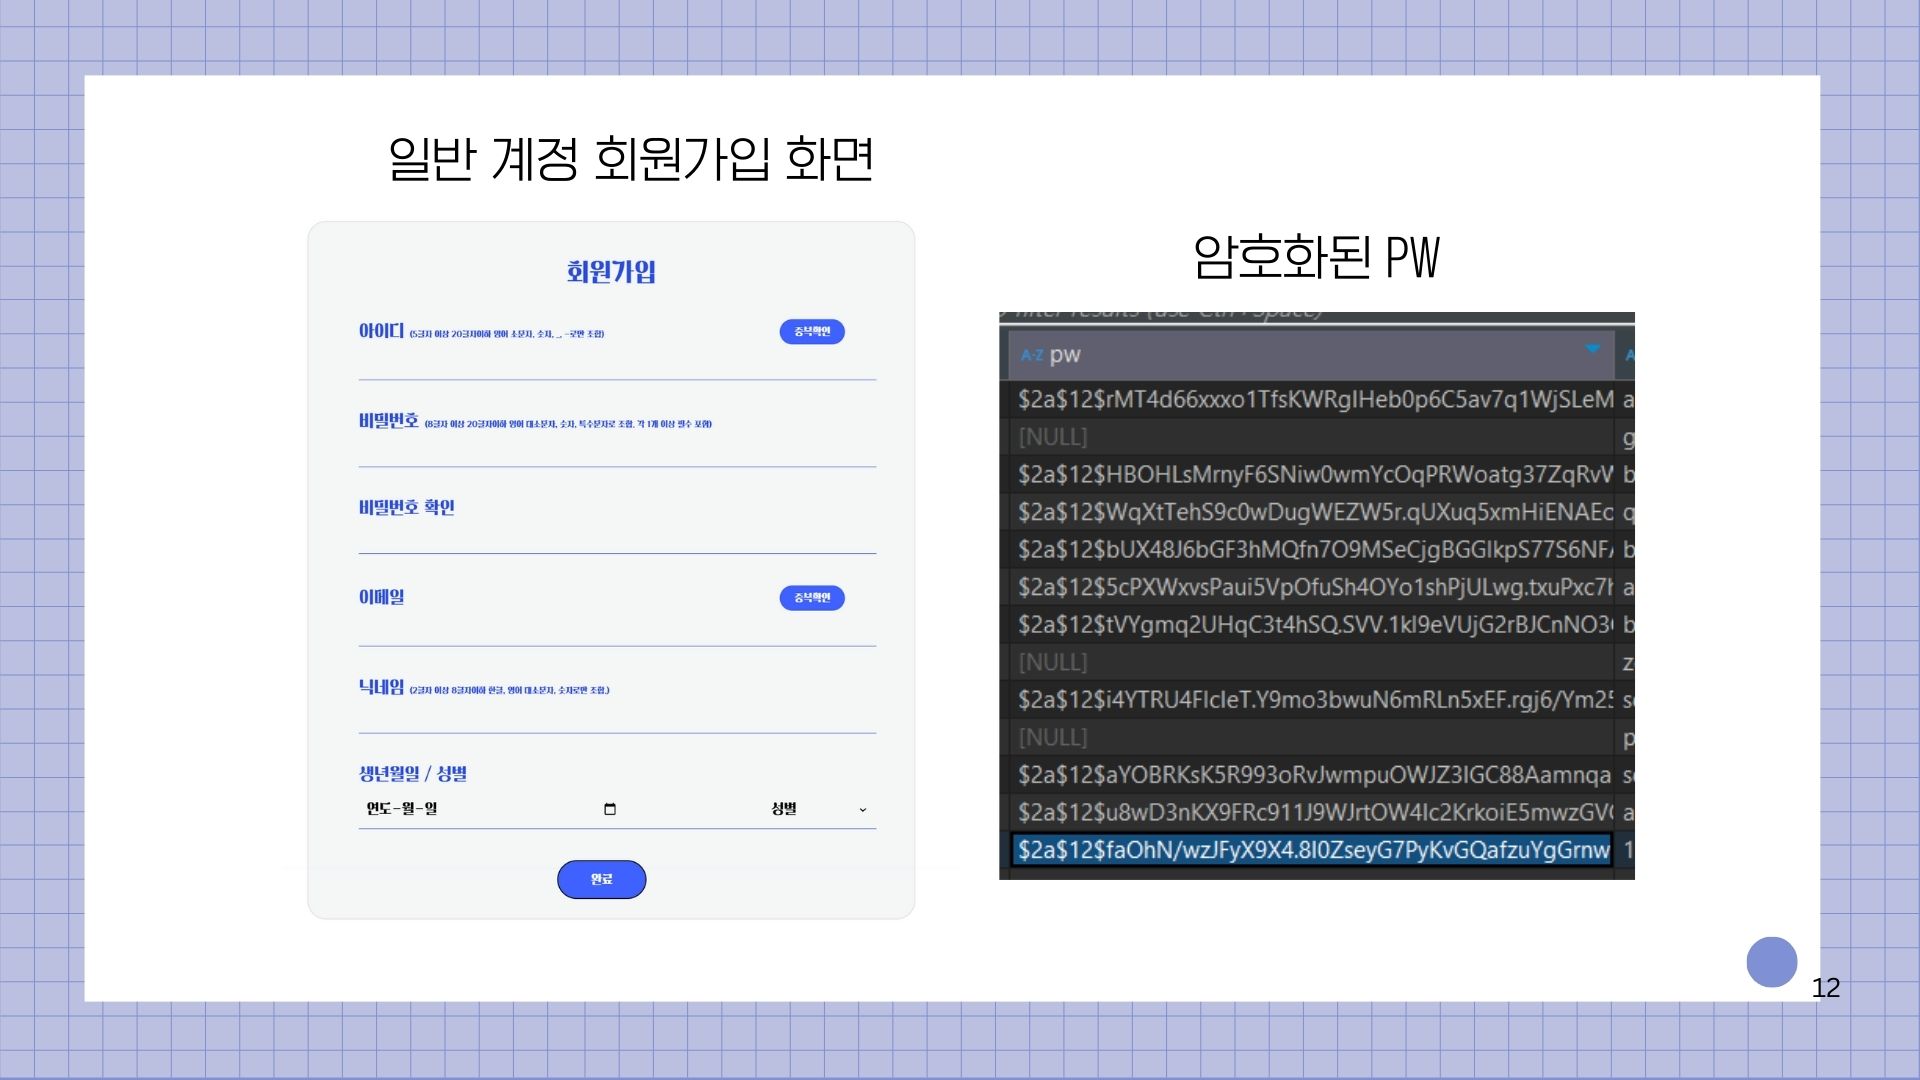 일반 계정 회원가입 화면
회원가입
아이디 (5글자 이상 20글자이하 영어 소문자, 숫자, _, -로만 조합)
중복확인
비밀번호 (8글자 이상 20글자이하 영어 대소문자, 숫자, 특수문자로 조합, 각 1개 이상 필수 포함)
비밀번호 확인
이메일
중복확인
닉네임 (2글자 이상 8글자이하 한글, 영어 대소문자, 숫자로만 조합.)
생년월일 / 성별
연도-월-일
성별
완료
암호화된 PW
A-Z pw
$2a$12$rMT4d66xxxo1TfsKWRgIHeb0p6C5av7q1WjSLeM a
[NULL] g
$2a$12$HBOHLsMrnyF6SNiw0wmYcOqPRWoatg37ZqRvW b
$2a$12$WqXtTehS9c0wDugWEZW5r.qUXuq5xmHiENAEc q
$2a$12$bUX48J6bGF3hMQfn7O9MSeCjgBGGlkpS77S6NF b
$2a$12$5cPXWxvsPaui5VpOfuSh4OYo1shPjULwg.txuPxc7 a
$2a$12$tVYgmq2UHqC3t4hSQ.SVV.1kl9eVUjG2rBJCnNO3 b
[NULL] z
$2a$12$i4YTRU4FIcIeT.Y9mo3bwuN6mRLn5xEF.rgj6/Ym25 s
[NULL] p
$2a$12$aYOBRKsK5R993oRvJwmpuOWJZ3IGC88Aamnqa s
$2a$12$u8wD3nKX9FRc911J9WJrtOW4Ic2KrkoiE5mwzGV a
$2a$12$faOhN/wzJFyX9X4.8I0ZseyG7PyKvGQafzuYgGrnw 1
12